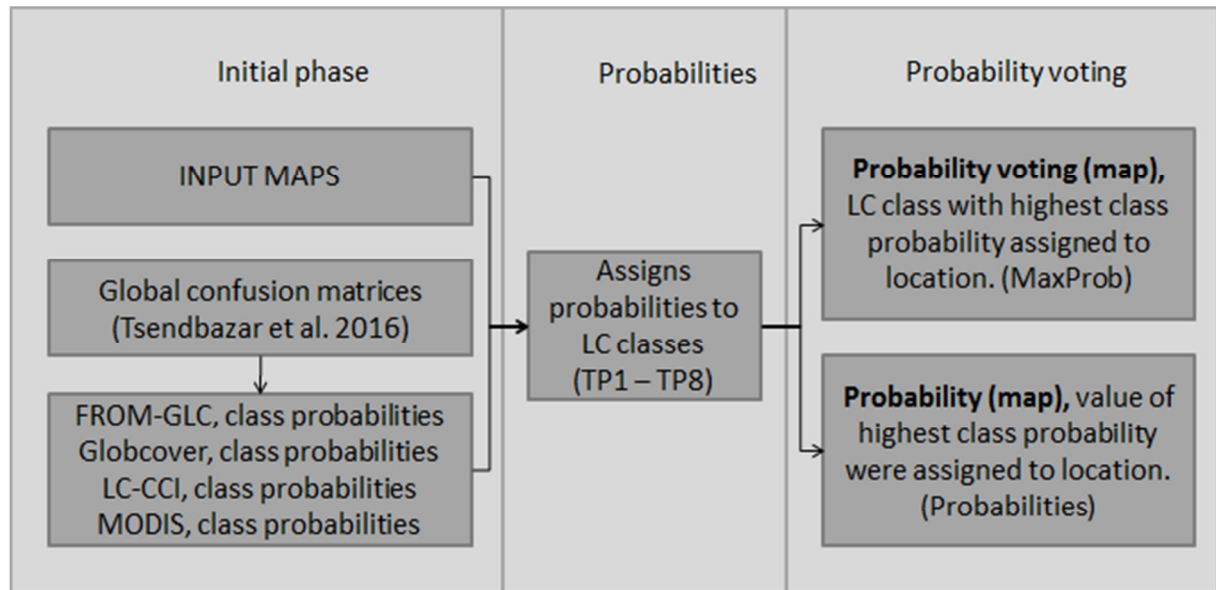 Initial phase
Probabilities
Probability voting
INPUT MAPS
Global confusion matrices
(Tsendbazar et al. 2016)
FROM-GLC, class probabilities
Globcover, class probabilities
LC-CCI, class probabilities
MODIS, class probabilities
Assigns
probabilities to
LC classes
(TP1 – TP8)
Probability voting (map),
LC class with highest class
probability assigned to
location. (MaxProb)
Probability (map), value of
highest class probability
were assigned to location.
(Probabilities)